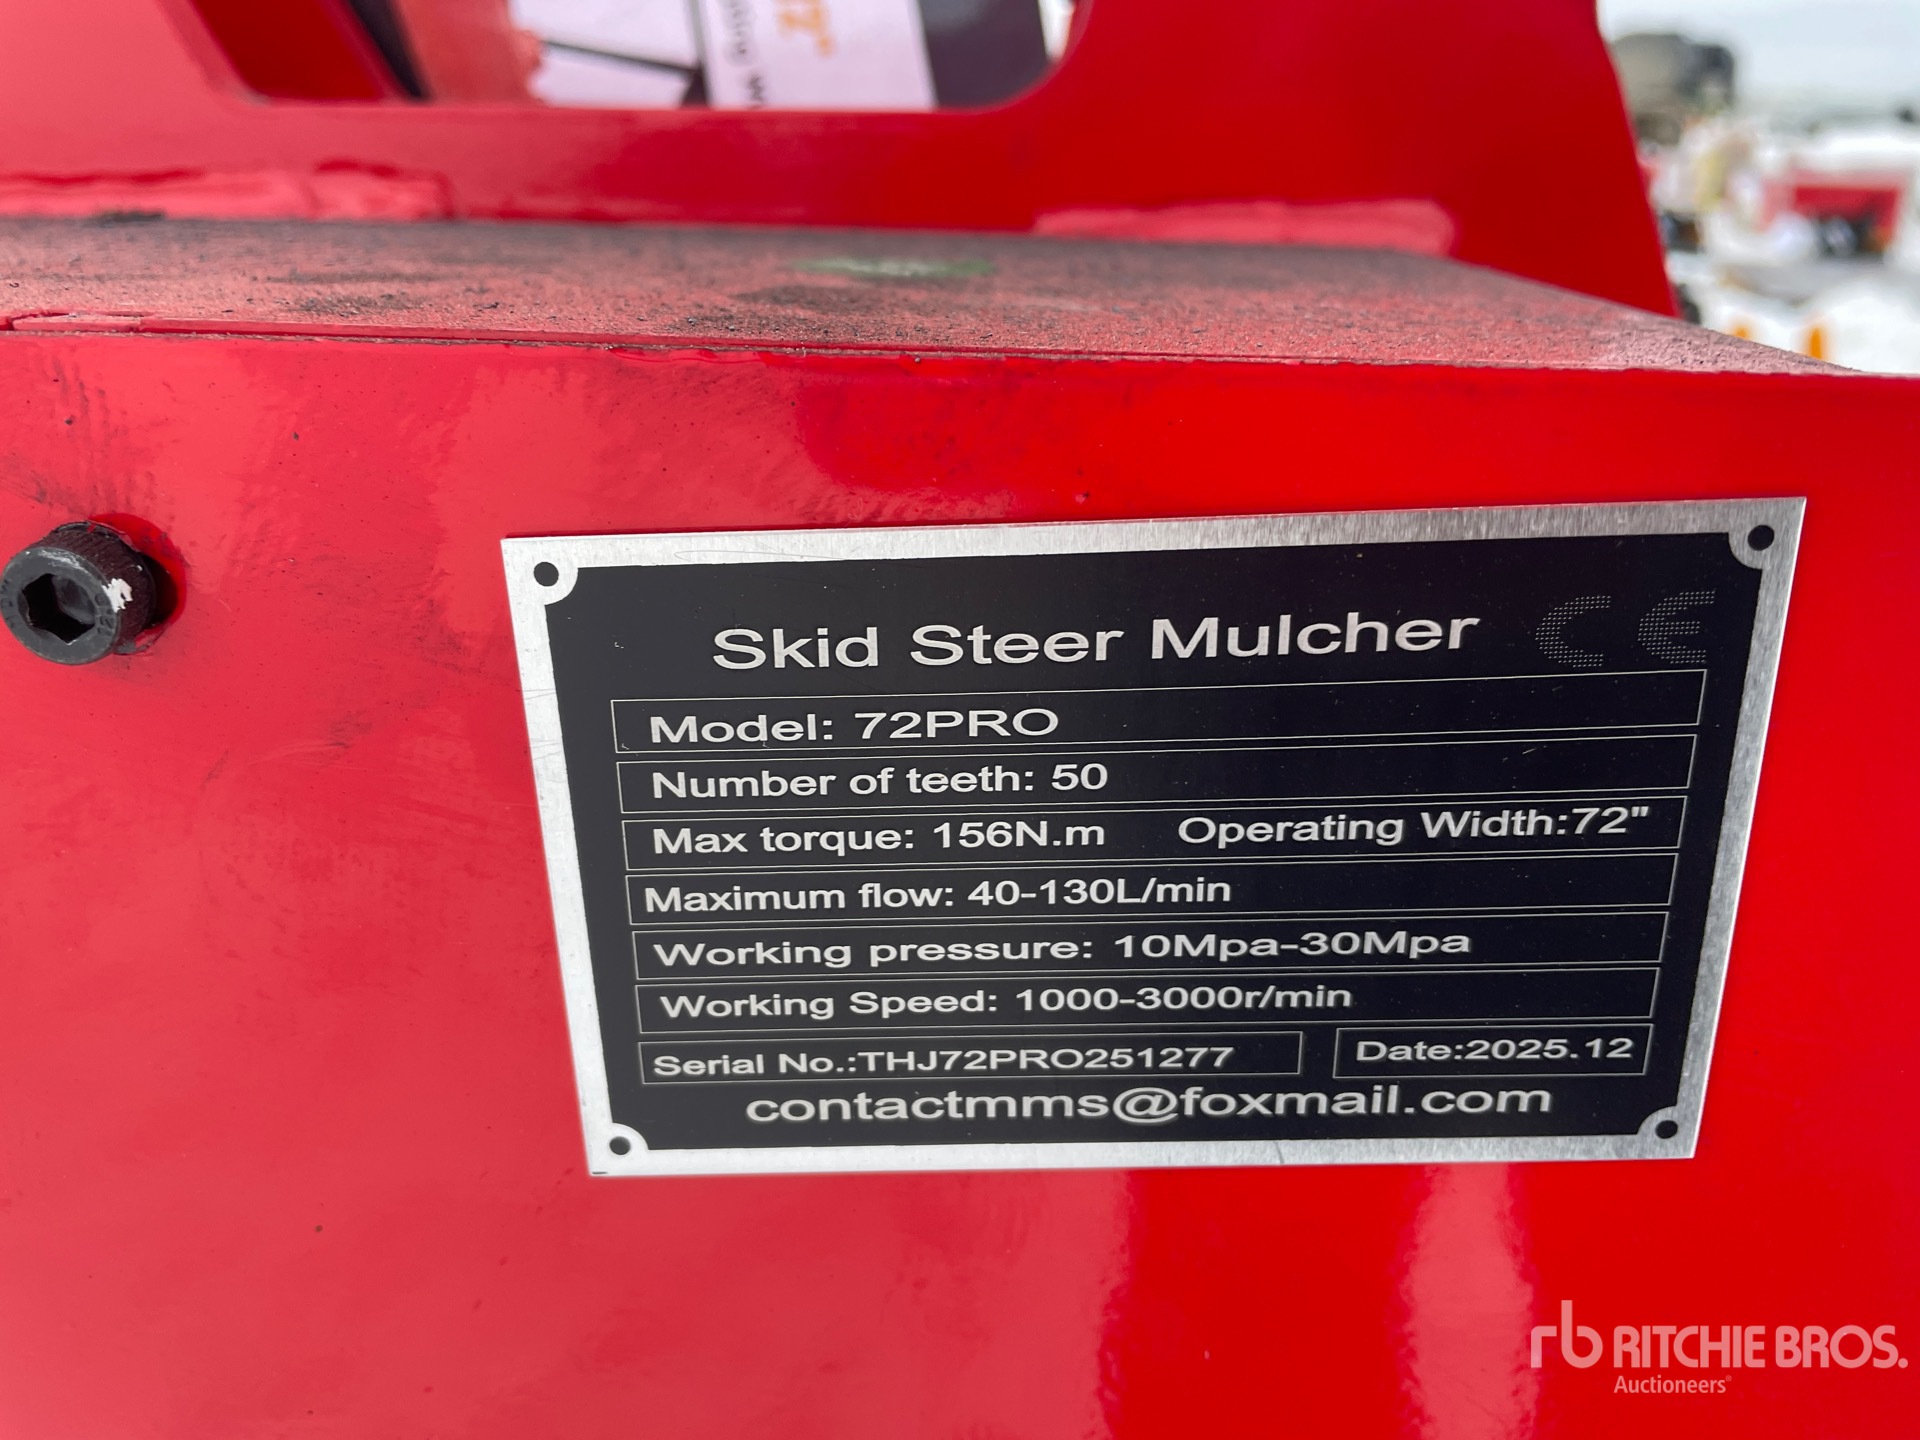 Skid Steer Mulcher CE
Model: 72PRO
Number of teeth: 50
Max torque: 156N.m Operating Width:72"
Maximum flow: 40-130L/min
Working pressure: 10Mpa-30Mpa
Working Speed: 1000-3000r/min
Serial No.:THJ72PRO251277 Date:2025.12
contactmms@foxmail.com
rb RITCHIE BROS.
Auctioneers®